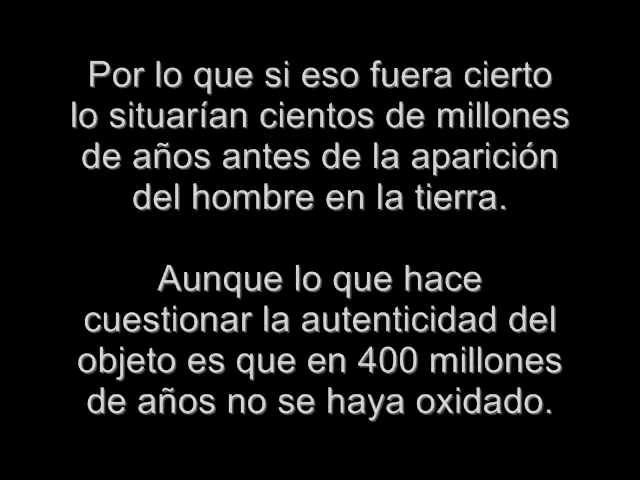 Por lo que si eso fuera cierto
lo situarían cientos de millones
de años antes de la aparición
del hombre en la tierra.
Aunque lo que hace
cuestionar la autenticidad del
objeto es que en 400 millones
de años no se haya oxidado.